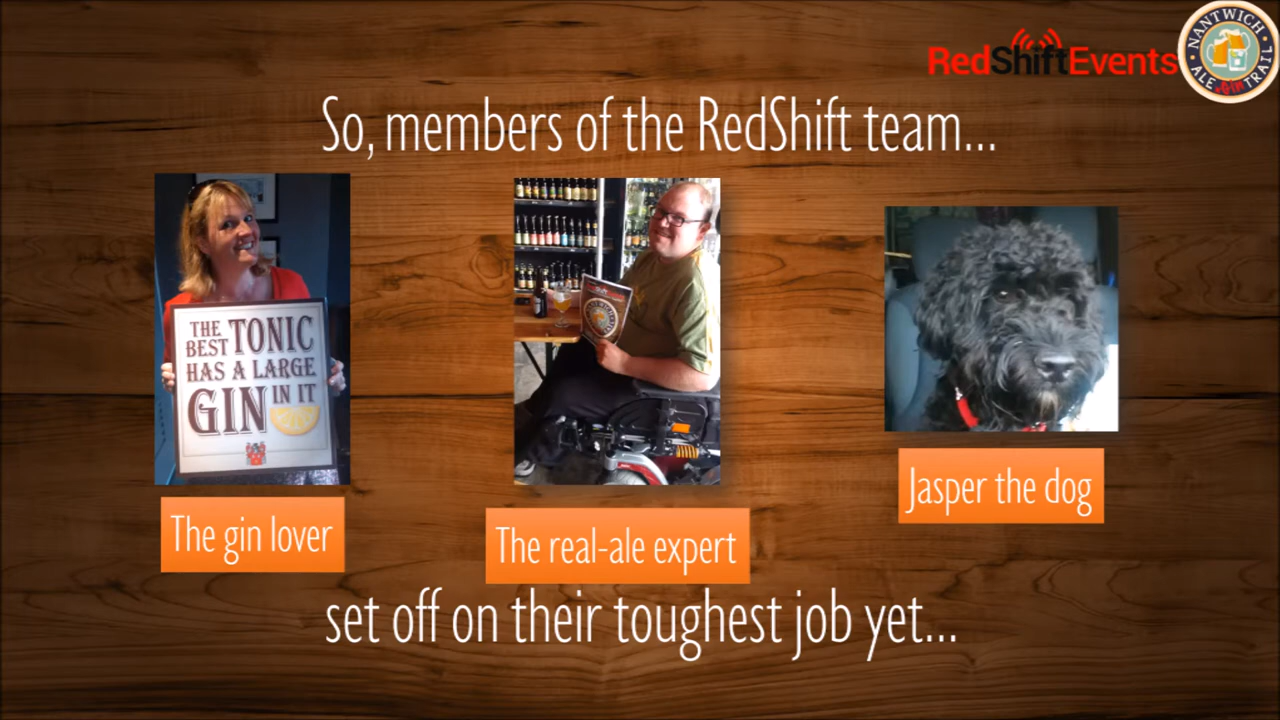 RedShiftEvents
NANTWICH
ALE & GIN TRAIL
So, members of the RedShift team...
THE
BEST TONIC
HAS A LARGE
GIN IN IT
The gin lover
The real-ale expert
Jasper the dog
set off on their toughest job yet...